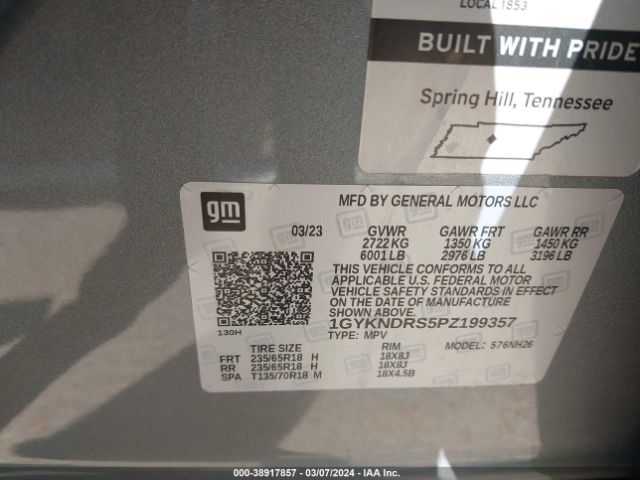 LOCAL 1853
BUILT WITH PRIDE
Spring Hill, Tennessee
gm
MFD BY GENERAL MOTORS LLC
03/23 GVWR GAWR FRT GAWR RR
2722 KG 1350 KG 1450 KG
6001 LB 2976 LB 3196 LB
THIS VEHICLE CONFORMS TO ALL
APPLICABLE U.S. FEDERAL MOTOR
VEHICLE SAFETY STANDARDS IN EFFECT
ON THE DATE OF MANUFACTURE
SHOWN ABOVE.
1GYKNDRS5PZ199357
130H
TYPE: MPV MODEL: 576NH26
TIRE SIZE RIM
FRT 235/65R18 H 18X8J
RR 235/65R18 H 18X8J
SPA T135/70R18 M 18X4.5B
000-38917857 - 03/07/2024 - IAA Inc.